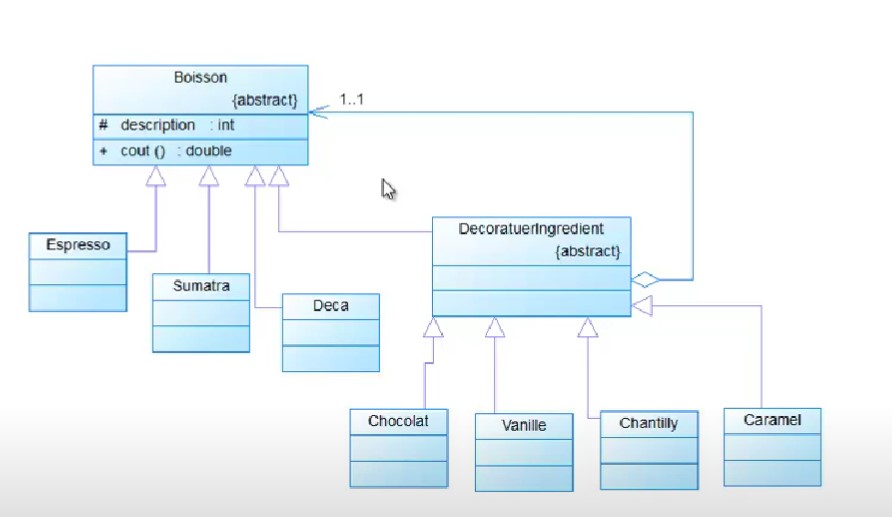 Boisson
{abstract}
1..1
# description : int
+ cout () : double
DecoratuerIngredient
{abstract}
Espresso
Sumatra
Deca
Chocolat
Vanille
Chantilly
Caramel